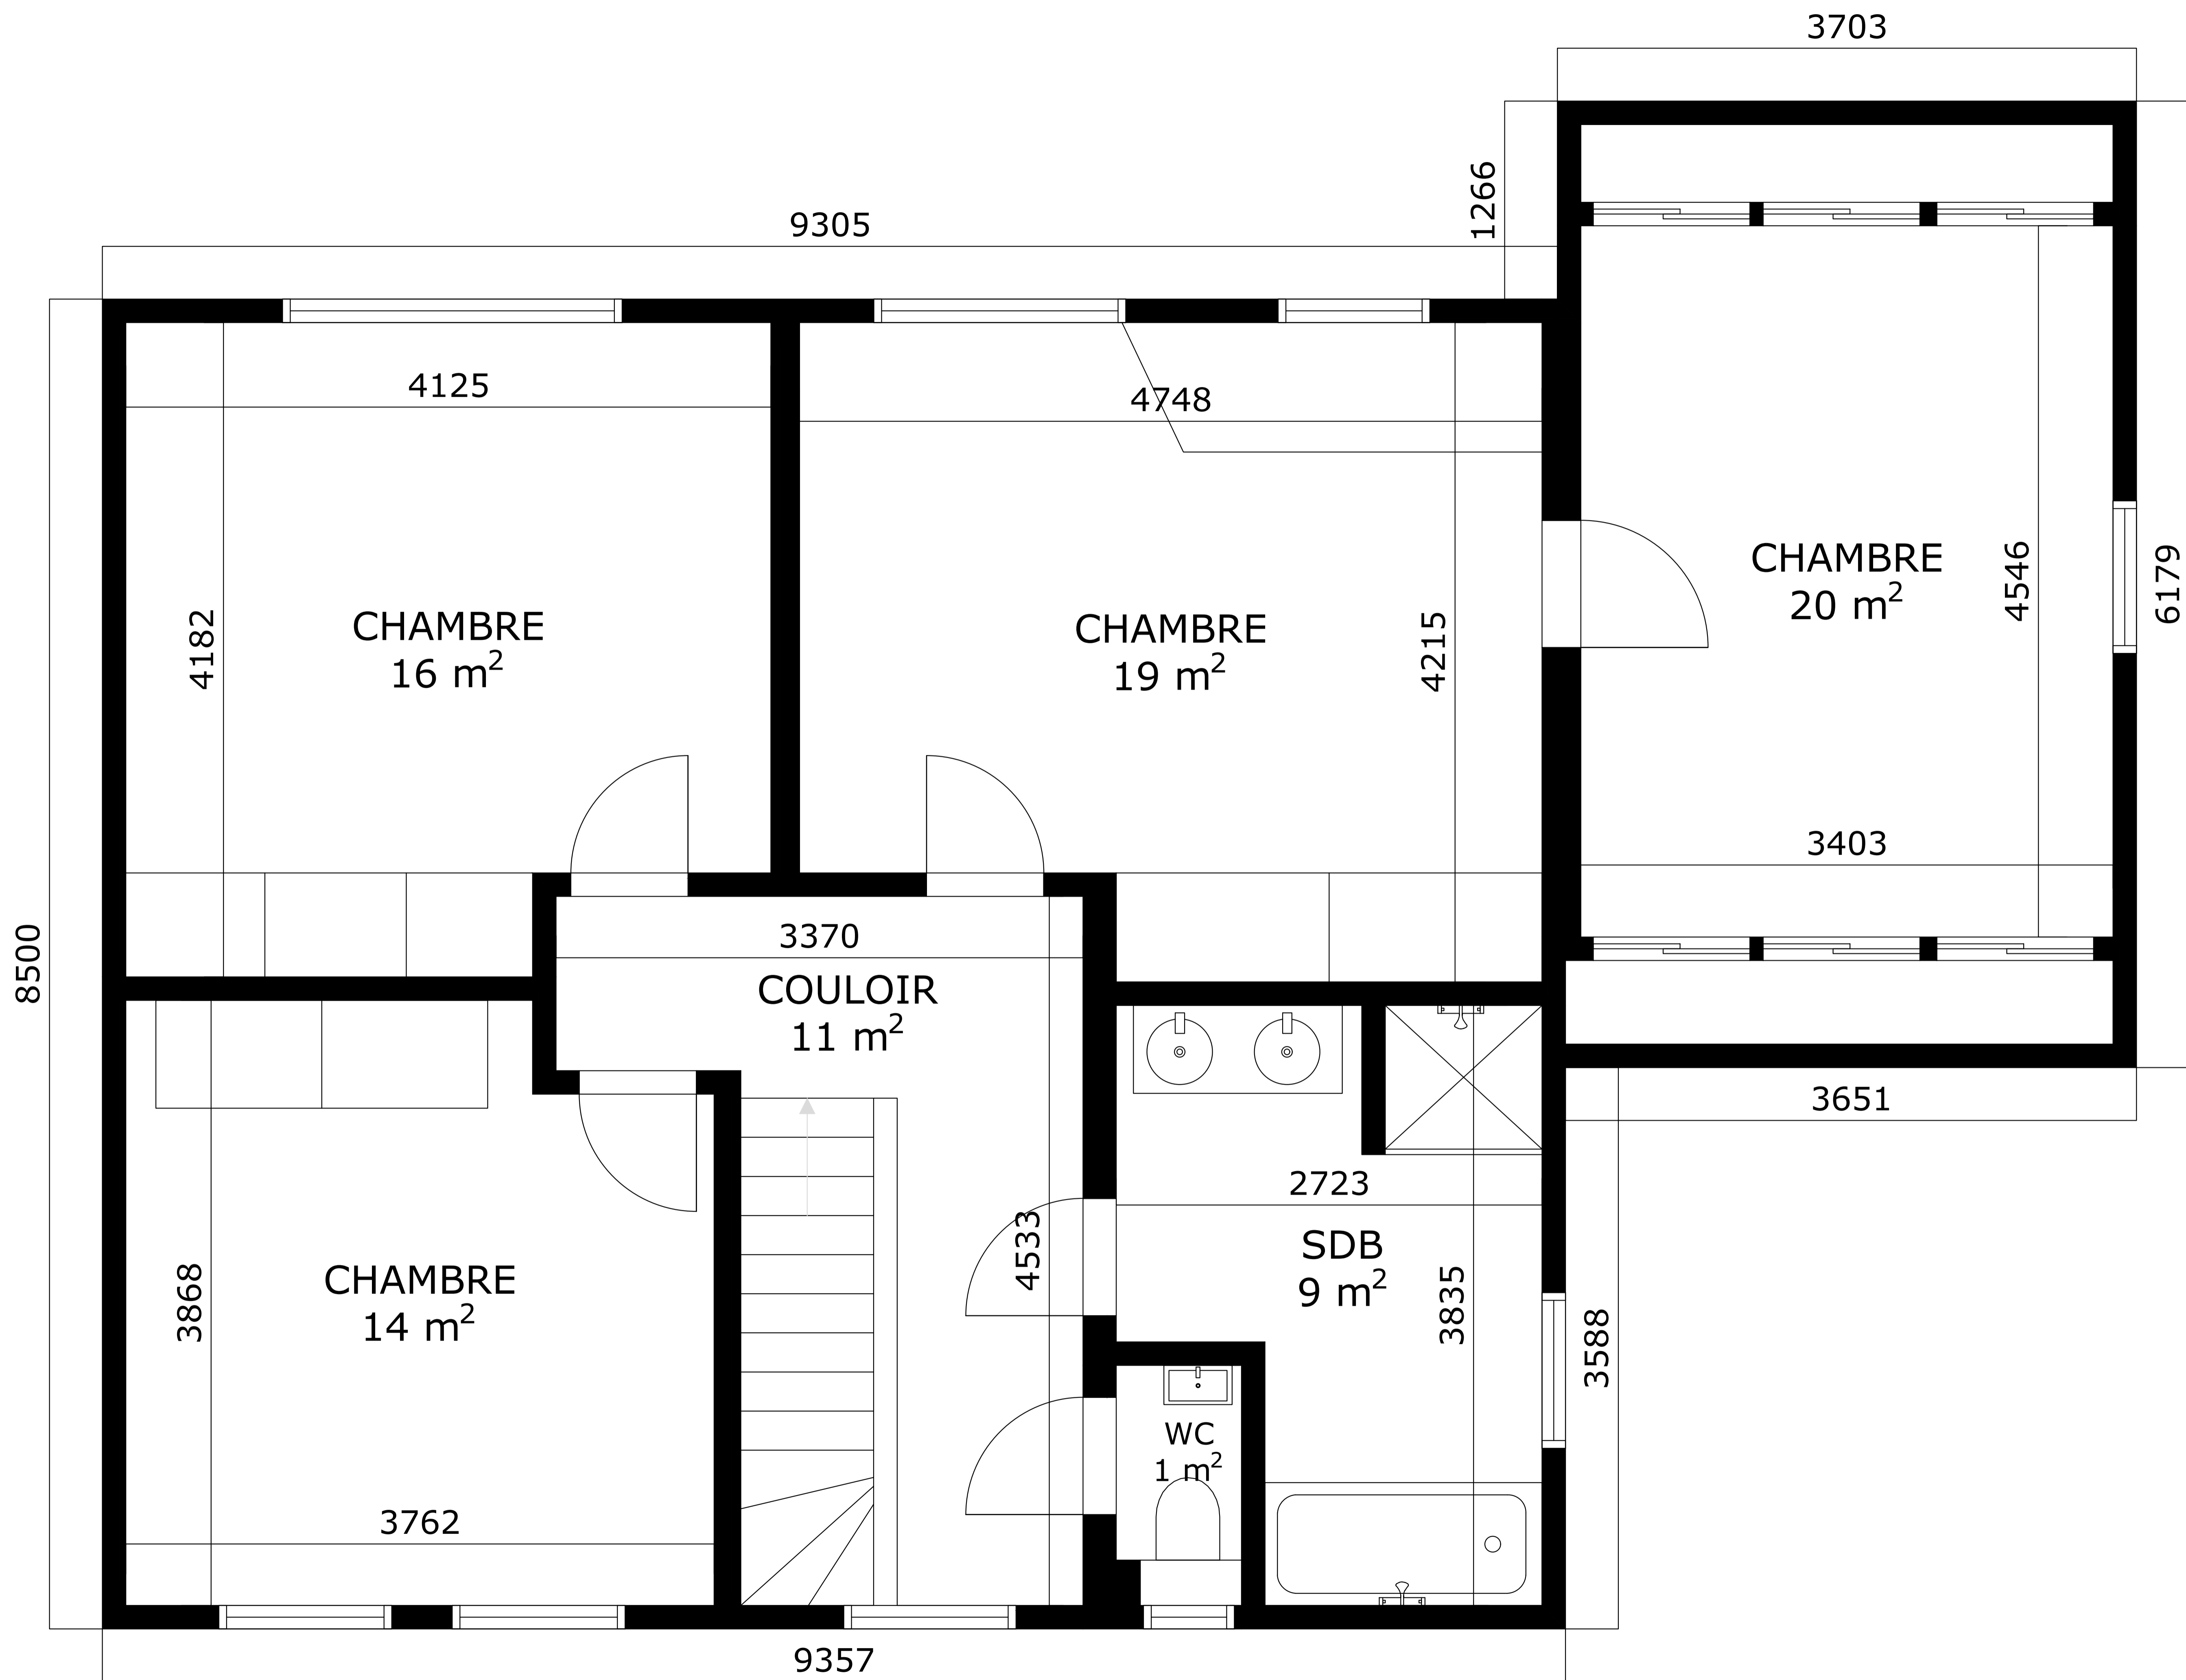 3703
1266
9305
4125
4748
CHAMBRE
20 m²
4546
6179
CHAMBRE
16 m²
4182
CHAMBRE
19 m²
4215
3403
8500
3370
COULOIR
11 m²
3651
2723
4533
SDB
9 m²
3835
3588
CHAMBRE
14 m²
3868
WC
1 m²
3762
9357